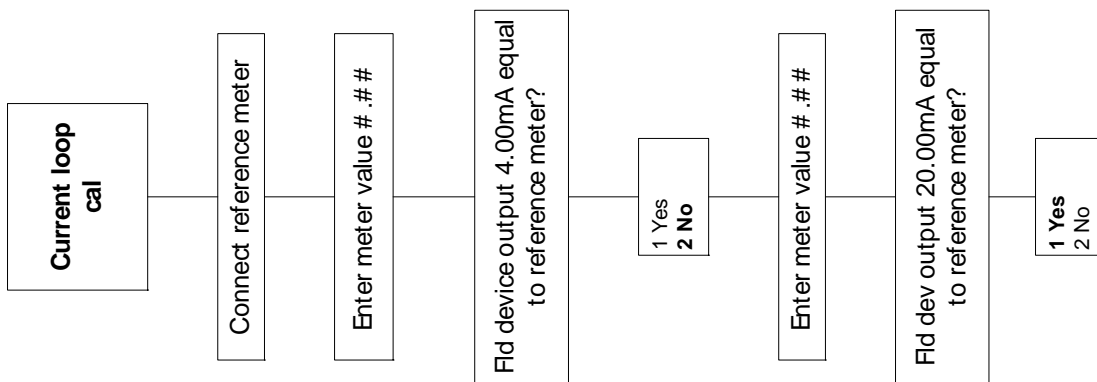 Current loop
cal
Connect reference meter
Enter meter value #.##
Fld device output 4.00mA equal
to reference meter?
1 Yes
2 No
Enter meter value #.##
Fld dev output 20.00mA equal
to reference meter?
1 Yes
2 No